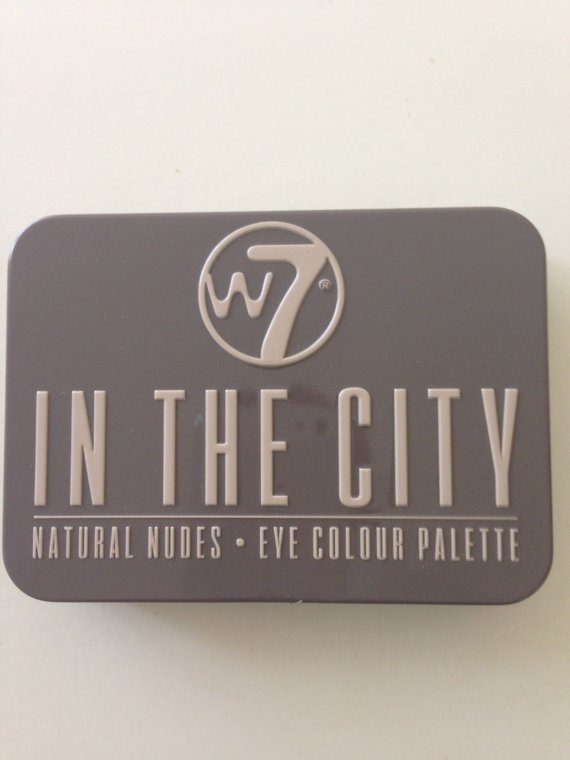 W7®
IN THE CITY
NATURAL NUDES • EYE COLOUR PALETTE